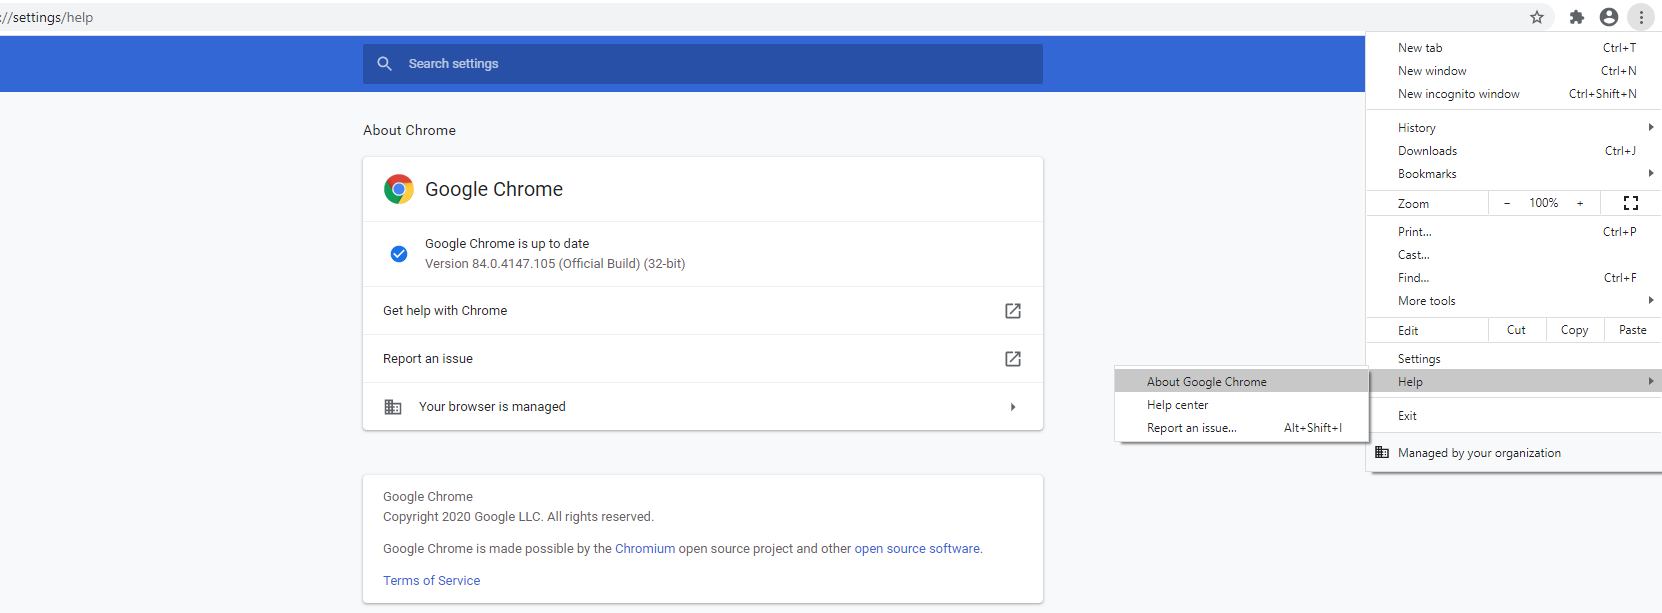 ://settings/help
Search settings
About Chrome
Google Chrome
Google Chrome is up to date
Version 84.0.4147.105 (Official Build) (32-bit)
Get help with Chrome
Report an issue
Your browser is managed
Google Chrome
Copyright 2020 Google LLC. All rights reserved.
Google Chrome is made possible by the Chromium open source project and other open source software.
Terms of Service
New tab Ctrl+T
New window Ctrl+N
New incognito window Ctrl+Shift+N
History
Downloads Ctrl+J
Bookmarks
Zoom - 100% +
Print... Ctrl+P
Cast...
Find... Ctrl+F
More tools
Edit Cut Copy Paste
Settings
Help
About Google Chrome
Help center
Report an issue... Alt+Shift+I
Exit
Managed by your organization